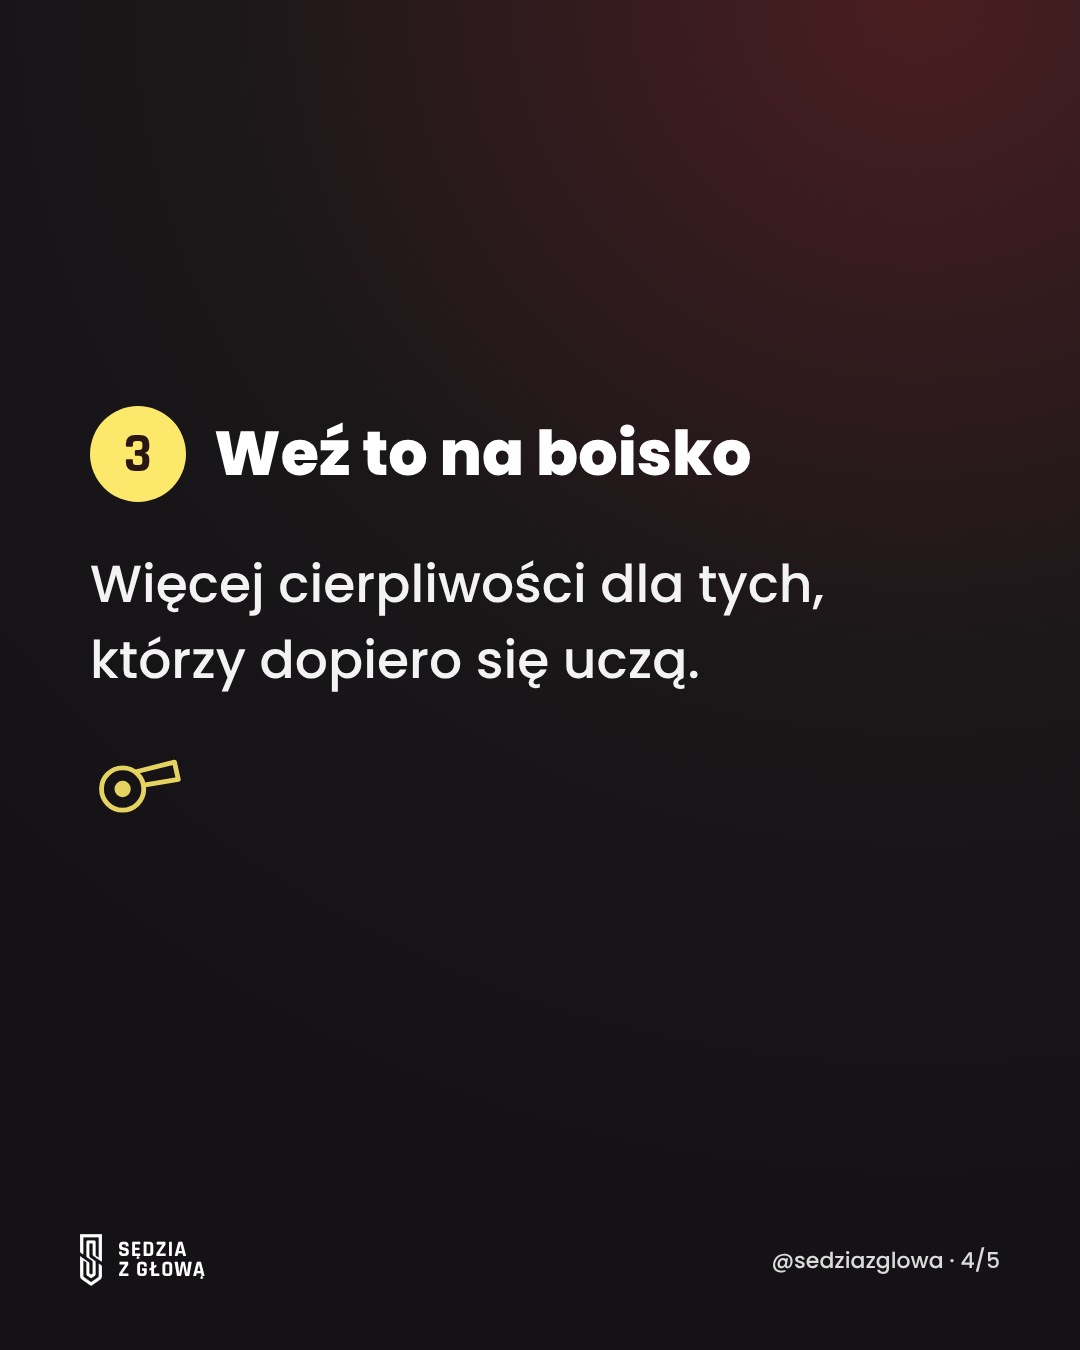 3 Weź to na boisko
Więcej cierpliwości dla tych,
którzy dopiero się uczą.
SĘDZIA
Z GŁOWĄ
@sedziazglowa · 4/5